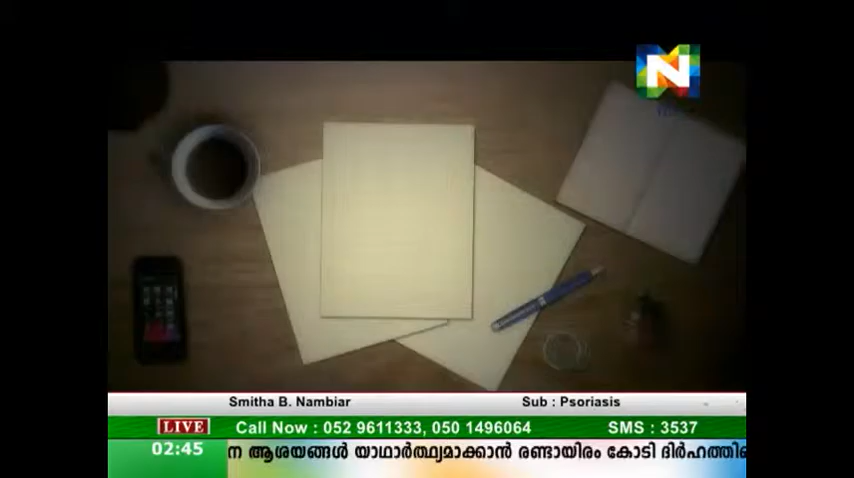 N
Smitha B. Nambiar
Sub : Psoriasis
LIVE
Call Now : 052 9611333, 050 1496064
SMS : 3537
02:45
ന ആശയങ്ങൾ യാഥാർത്ഥ്യമാക്കാൻ രണ്ടായിരം കോടി ദിർഹത്തി